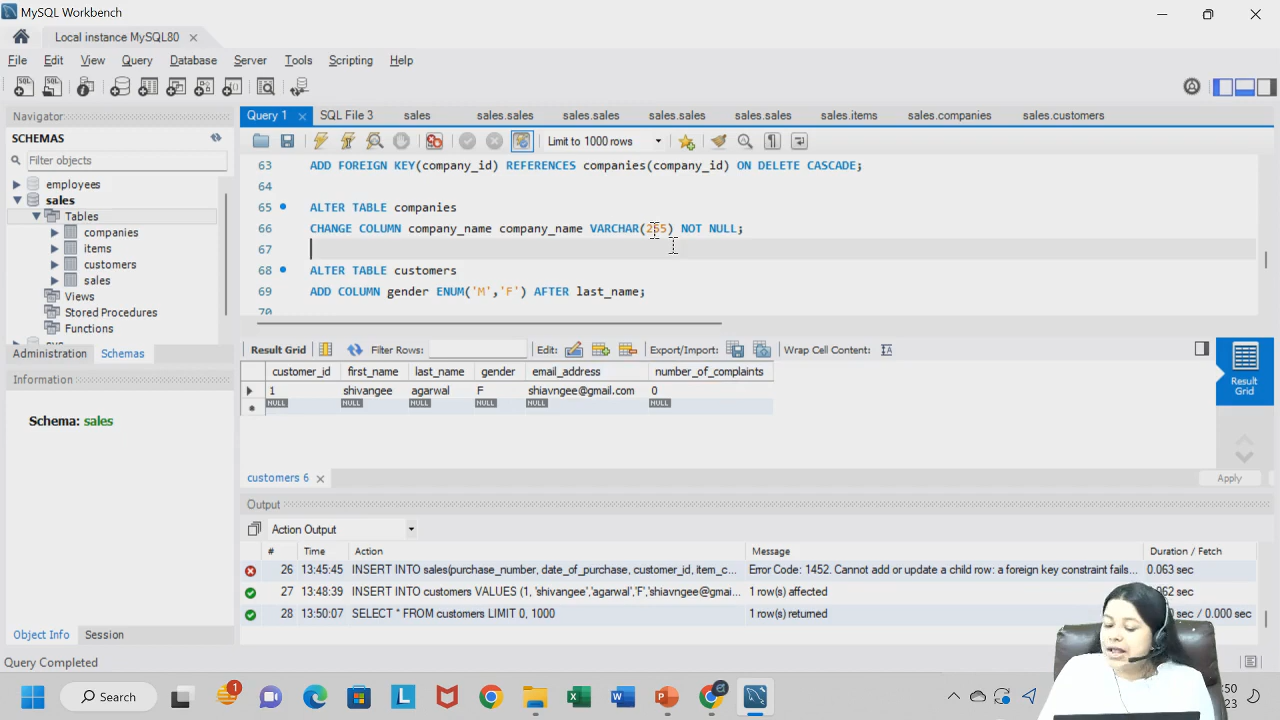 MySQL Workbench
Local instance MySQL80
File Edit View Query Database Server Tools Scripting Help
Navigator
SCHEMAS
Filter objects
employees
sales
Tables
companies
items
customers
sales
Views
Stored Procedures
Functions
Administration Schemas
Information
Schema: sales
Object Info Session
Query Completed
Query 1 SQL File 3 sales sales.sales sales.sales sales.sales sales.sales sales.items sales.companies sales.customers
Limit to 1000 rows
63 ADD FOREIGN KEY(company_id) REFERENCES companies(company_id) ON DELETE CASCADE;
64
65 ALTER TABLE companies
66 CHANGE COLUMN company_name company_name VARCHAR(255) NOT NULL;
67
68 ALTER TABLE customers
69 ADD COLUMN gender ENUM('M','F') AFTER last_name;
70
Result Grid Filter Rows: Edit: Export/Import: Wrap Cell Content:
customer_id first_name last_name gender email_address number_of_complaints
1 shivangee agarwal F shiavngee@gmail.com 0
NULL NULL NULL NULL NULL NULL
Result
Grid
customers 6
Apply
Output
Action Output
# Time Action Message Duration / Fetch
26 13:45:45 INSERT INTO sales(purchase_number, date_of_purchase, customer_id, item_c... Error Code: 1452. Cannot add or update a child row: a foreign key constraint fails... 0.063 sec
27 13:48:39 INSERT INTO customers VALUES (1, 'shivangee','agarwal','F','shiavngee@gmai... 1 row(s) affected sec
28 13:50:07 SELECT * FROM customers LIMIT 0, 1000 1 row(s) returned sec / 0.000 sec
Search
1